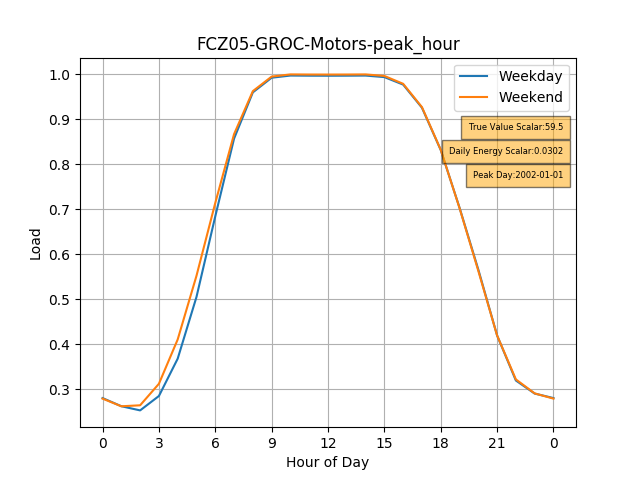 FCZ05-GROC-Motors-peak_hour
Weekday
Weekend
True Value Scalar:59.5
Daily Energy Scalar:0.0302
Peak Day:2002-01-01
Load
1.0
0.9
0.8
0.7
0.6
0.5
0.4
0.3
0 3 6 9 12 15 18 21 0
Hour of Day